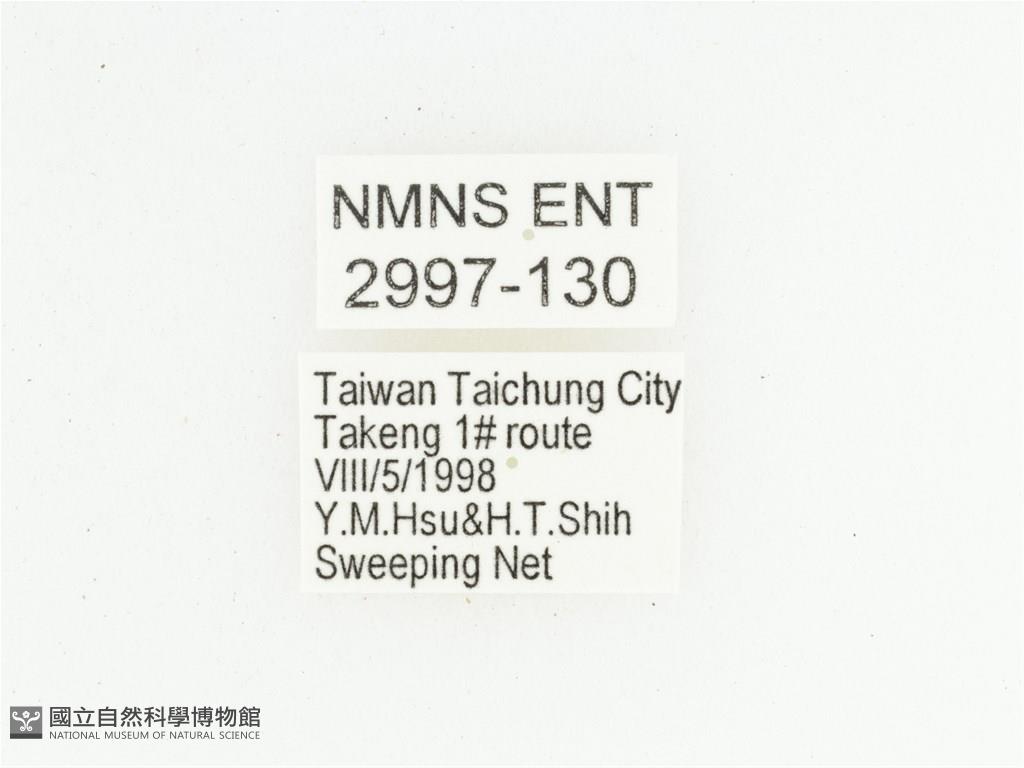 NMNS ENT
2997-130
Taiwan Taichung City
Takeng 1# route
VIII/5/1998
Y.M.Hsu&H.T.Shih
Sweeping Net
國立自然科學博物館
NATIONAL MUSEUM OF NATURAL SCIENCE